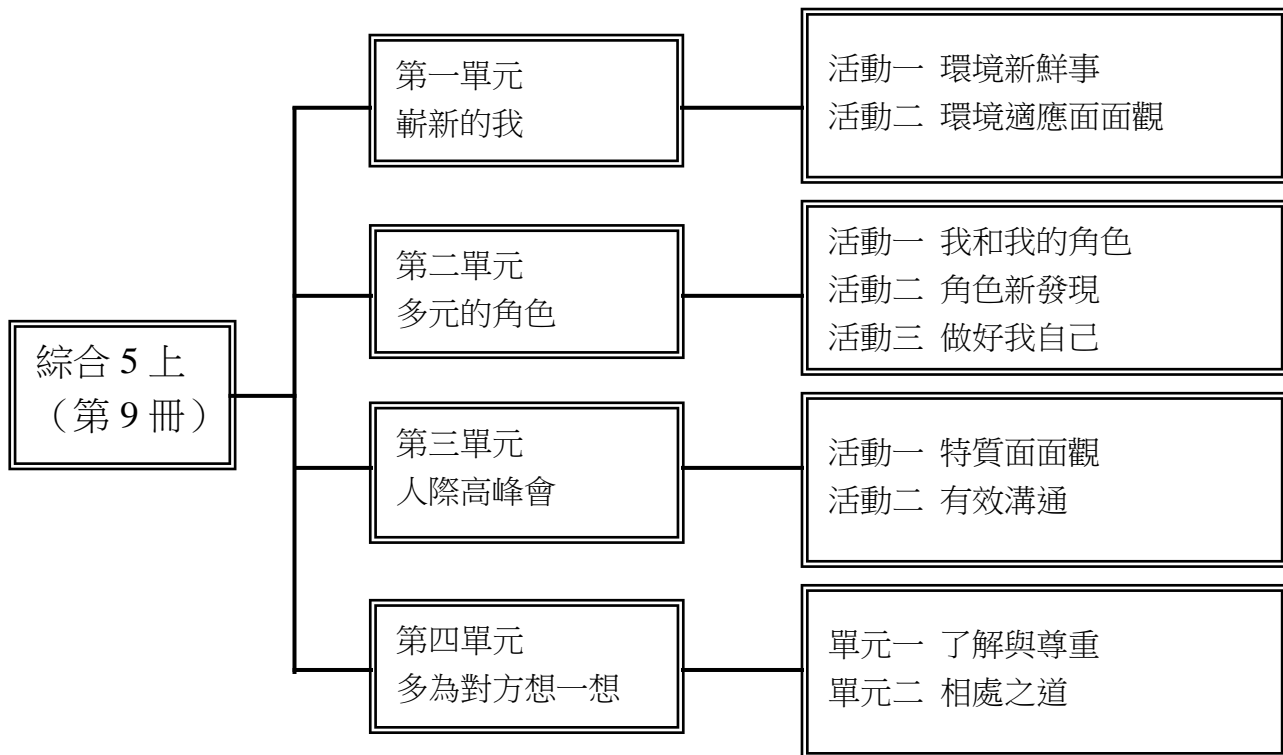 綜合 5 上
（第 9 冊）
第一單元
嶄新的我
活動一 環境新鮮事
活動二 環境適應面面觀
第二單元
多元的角色
活動一 我和我的角色
活動二 角色新發現
活動三 做好我自己
第三單元
人際高峰會
活動一 特質面面觀
活動二 有效溝通
第四單元
多為對方想一想
單元一 了解與尊重
單元二 相處之道